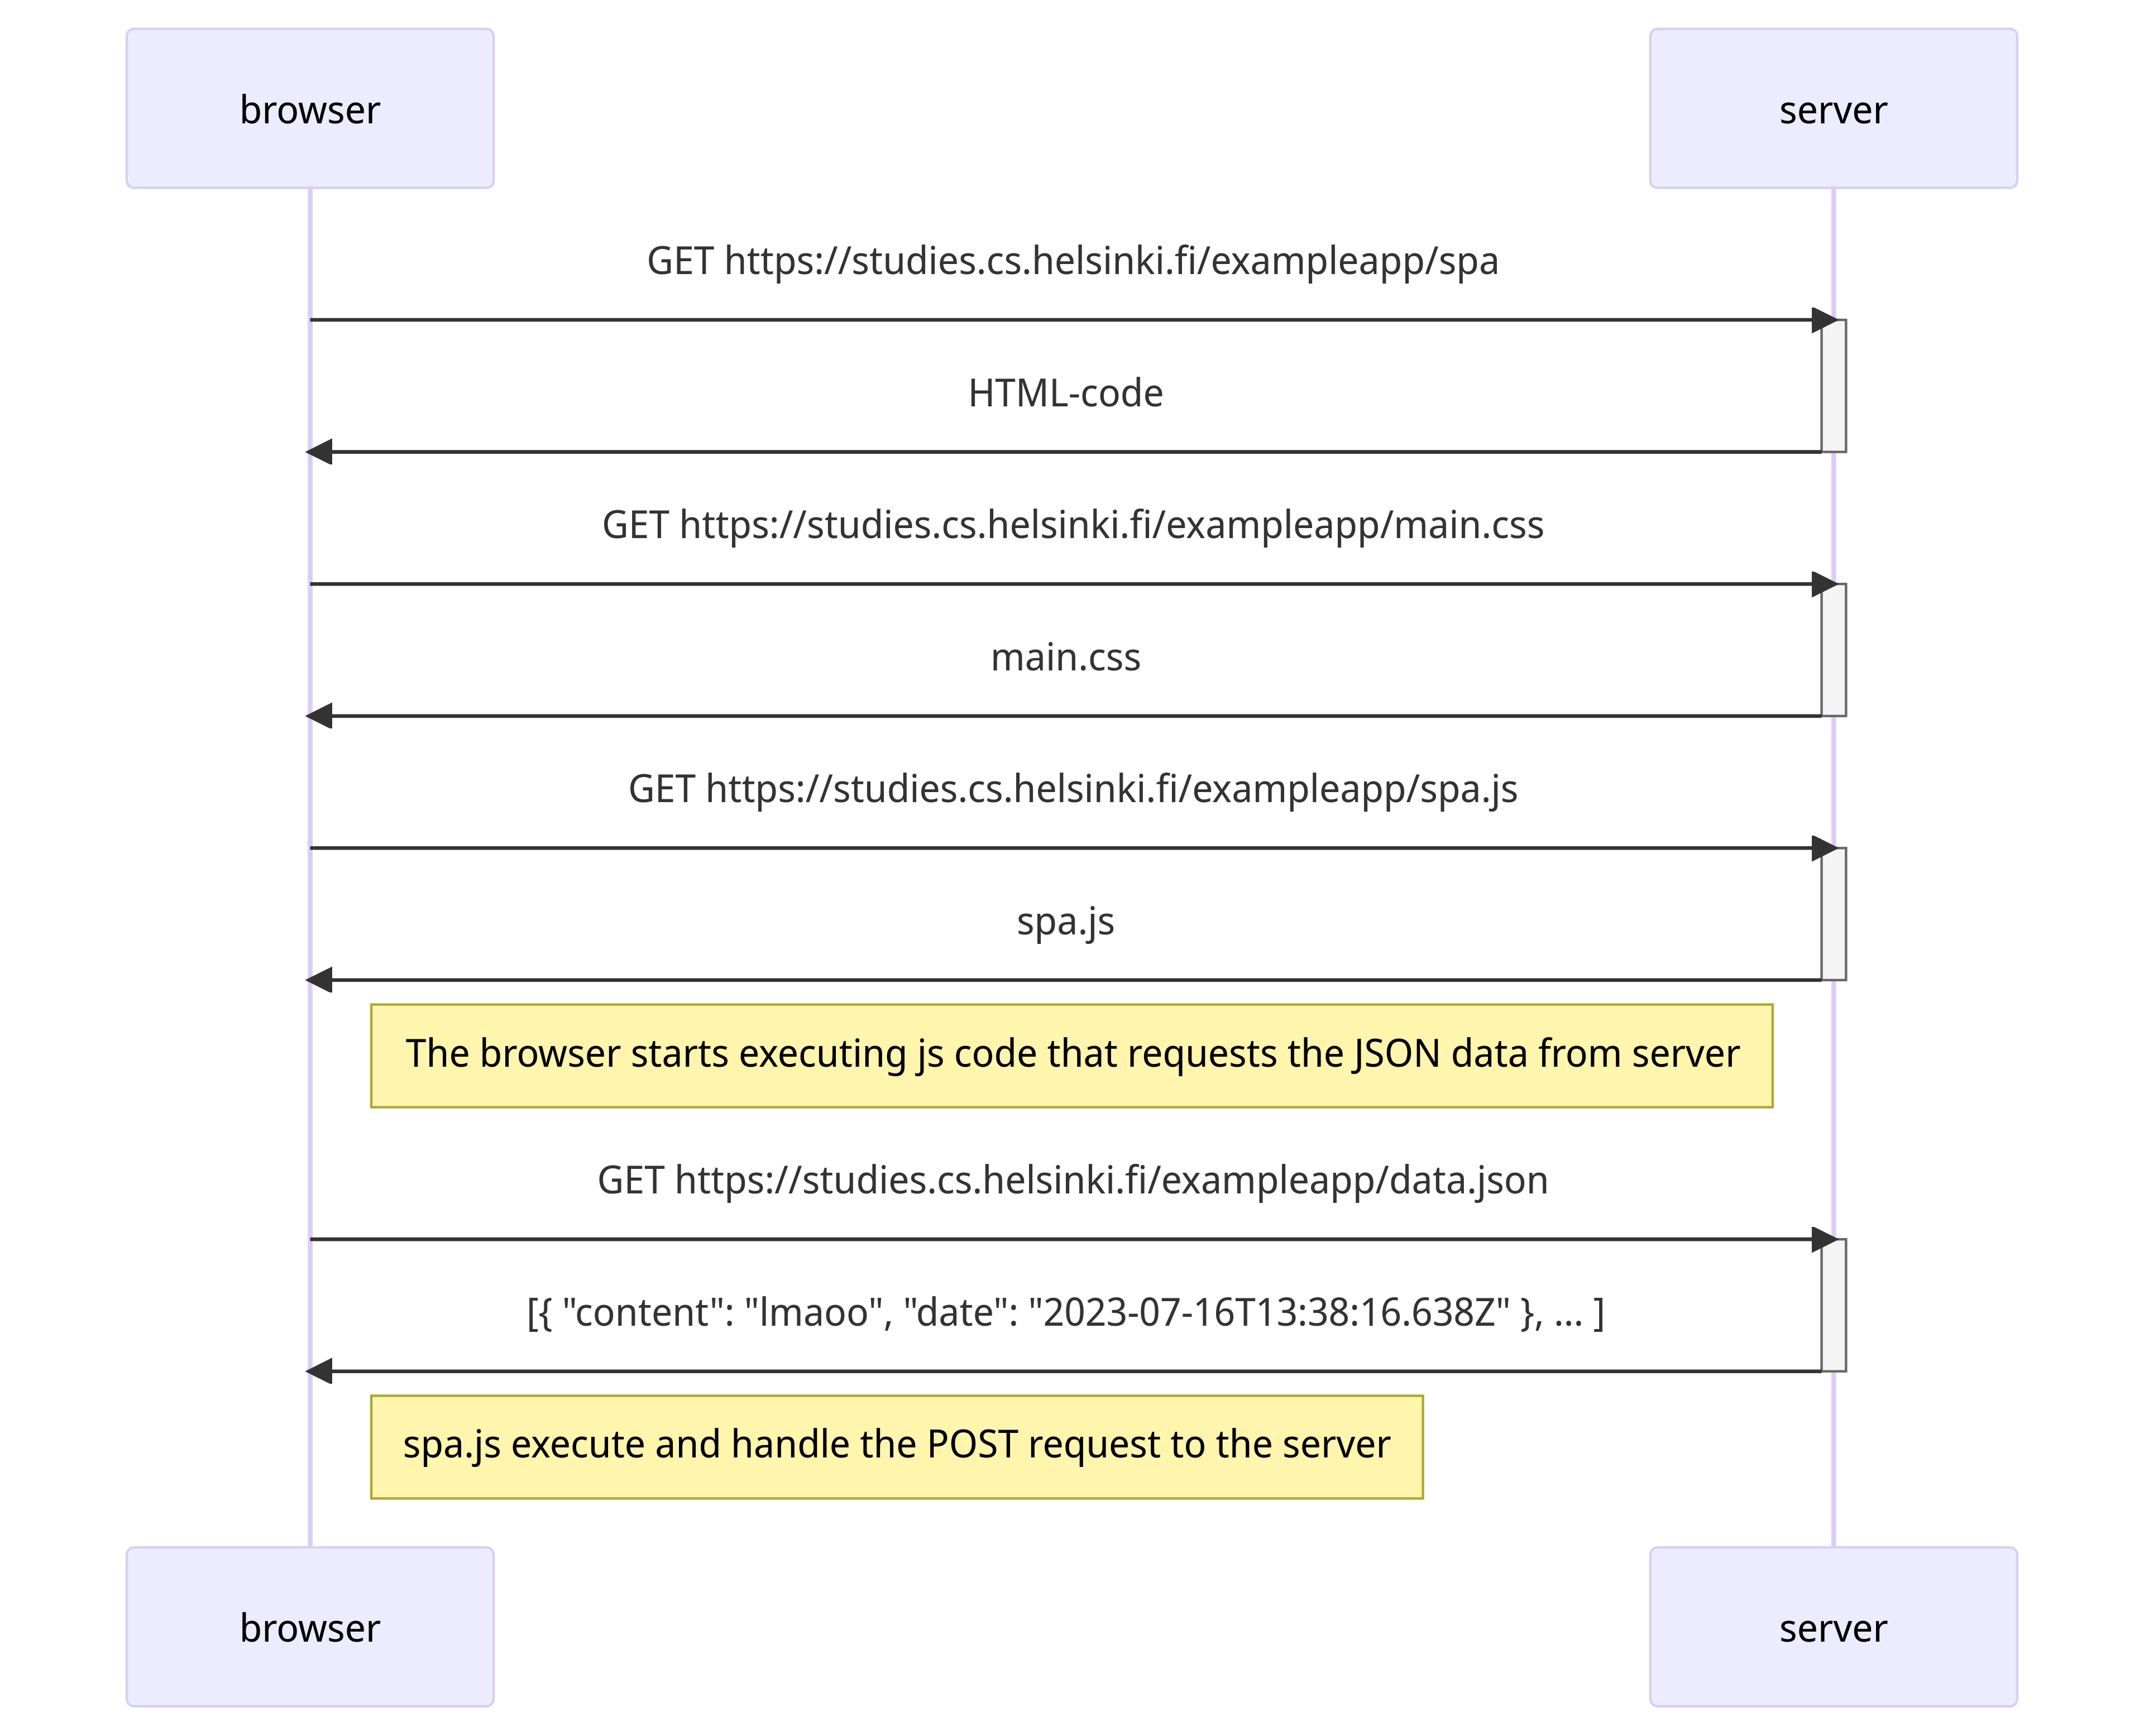 browser
server
GET https://studies.cs.helsinki.fi/exampleapp/spa
HTML-code
GET https://studies.cs.helsinki.fi/exampleapp/main.css
main.css
GET https://studies.cs.helsinki.fi/exampleapp/spa.js
spa.js
The browser starts executing js code that requests the JSON data from server
GET https://studies.cs.helsinki.fi/exampleapp/data.json
[{ "content": "lmaoo", "date": "2023-07-16T13:38:16.638Z" }, ... ]
spa.js execute and handle the POST request to the server
browser
server